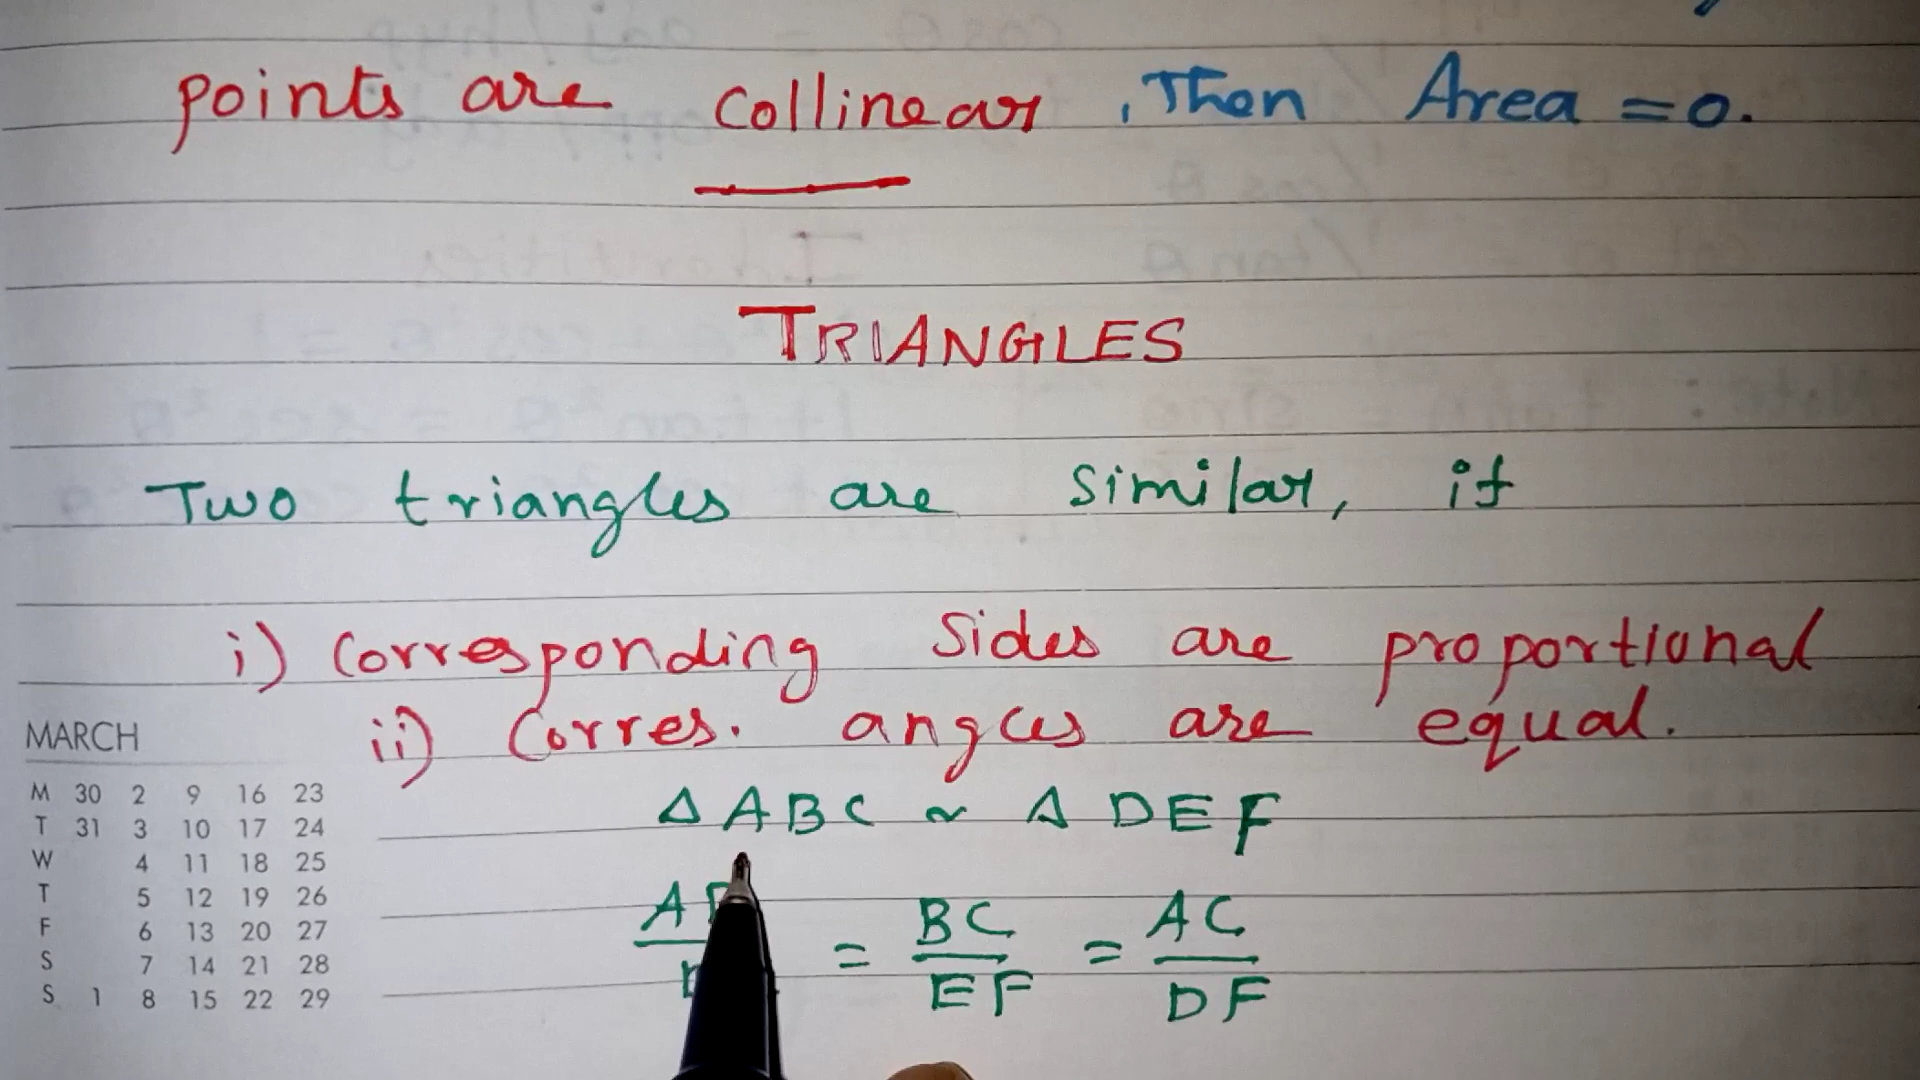 points are collinear, Then Area = 0.
TRIANGLES
Two triangles are similar, if
i) Corresponding sides are proportional
ii) Corres. angles are equal.
Δ ABC ~ Δ DEF
= BC/EF = AC/DF
MARCH
M 30 2 9 16 23
T 31 3 10 17 24
W 4 11 18 25
T 5 12 19 26
F 6 13 20 27
S 7 14 21 28
S 1 8 15 22 29